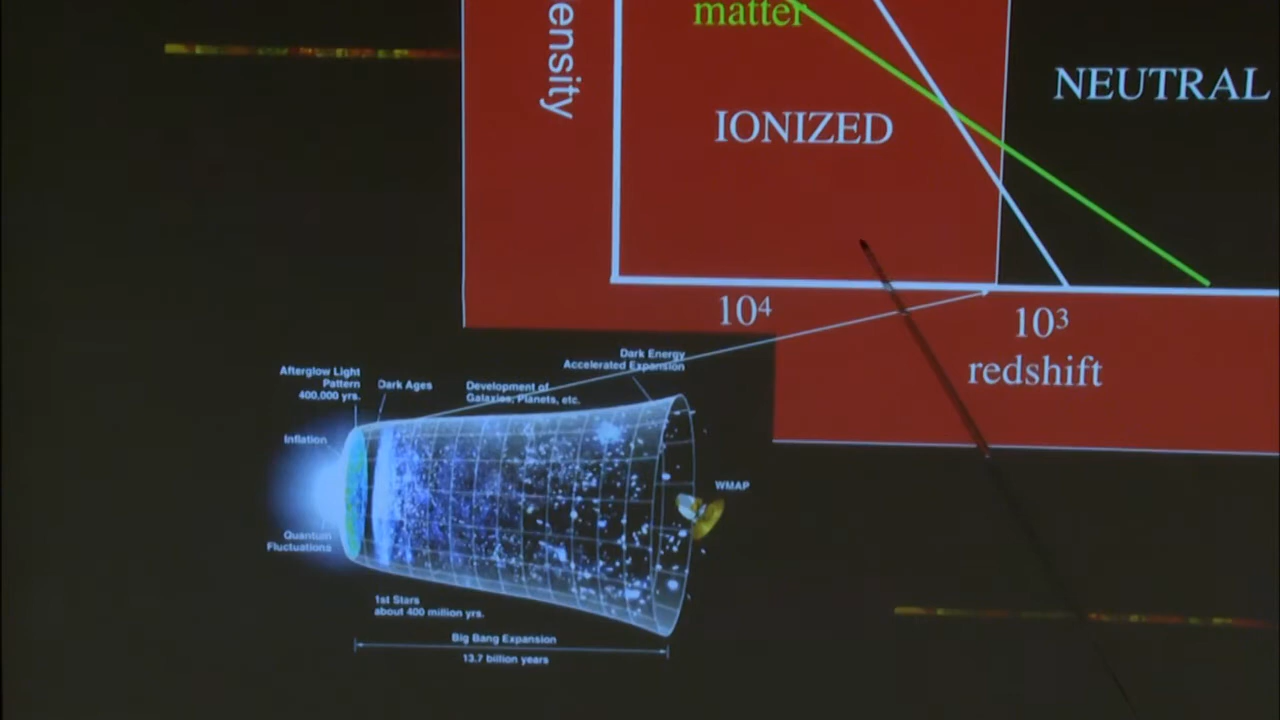 matter
ensity
IONIZED
NEUTRAL
10⁴
10³
redshift
Dark Energy
Accelerated Expansion
Afterglow Light
Pattern
400,000 yrs.
Dark Ages
Development of
Galaxies, Planets, etc.
Inflation
WMAP
Quantum
Fluctuations
1st Stars
about 400 million yrs.
Big Bang Expansion
13.7 billion years